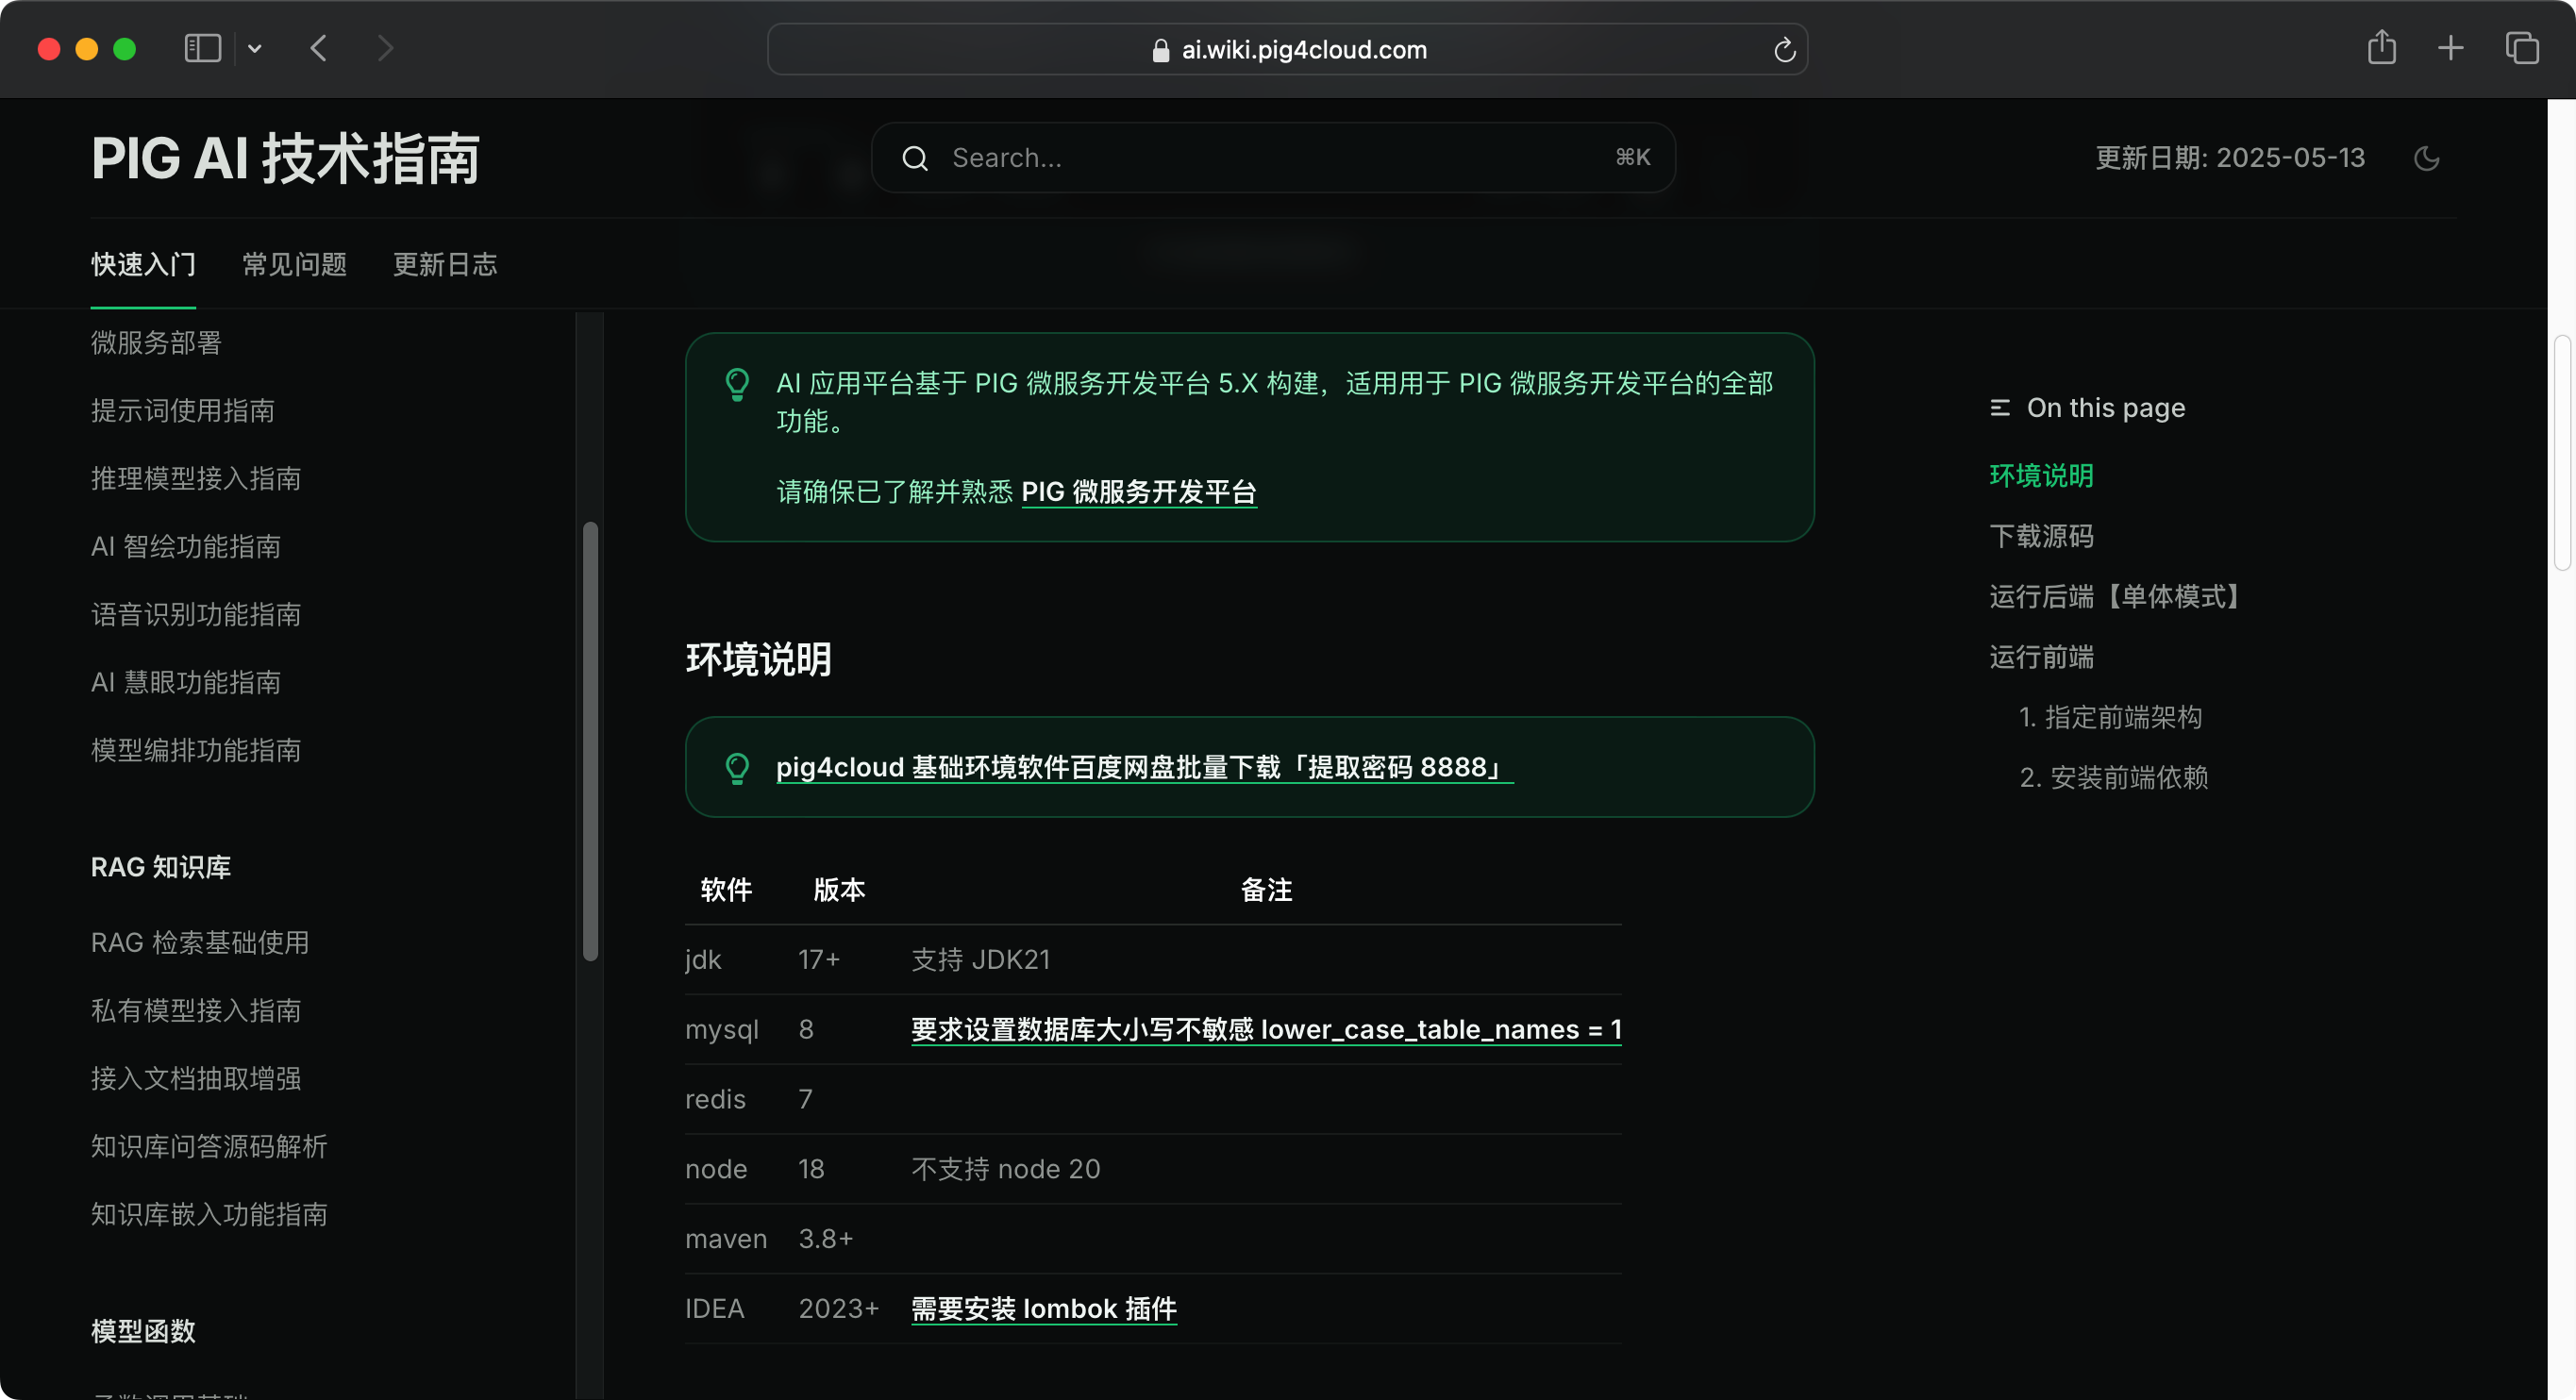 ai.wiki.pig4cloud.com
PIG AI 技术指南
Search...
⌘K
更新日期: 2025-05-13
快速入门
常见问题
更新日志
微服务部署
提示词使用指南
推理模型接入指南
AI 智绘功能指南
语音识别功能指南
AI 慧眼功能指南
模型编排功能指南
RAG 知识库
RAG 检索基础使用
私有模型接入指南
接入文档抽取增强
知识库问答源码解析
知识库嵌入功能指南
模型函数
AI 应用平台基于 PIG 微服务开发平台 5.X 构建，适用用于 PIG 微服务开发平台的全部
功能。
请确保已了解并熟悉 PIG 微服务开发平台
环境说明
pig4cloud 基础环境软件百度网盘批量下载「提取密码 8888」
软件 版本 备注
jdk 17+ 支持 JDK21
mysql 8 要求设置数据库大小写不敏感 lower_case_table_names = 1
redis 7
node 18 不支持 node 20
maven 3.8+
IDEA 2023+ 需要安装 lombok 插件
On this page
环境说明
下载源码
运行后端【单体模式】
运行前端
1. 指定前端架构
2. 安装前端依赖